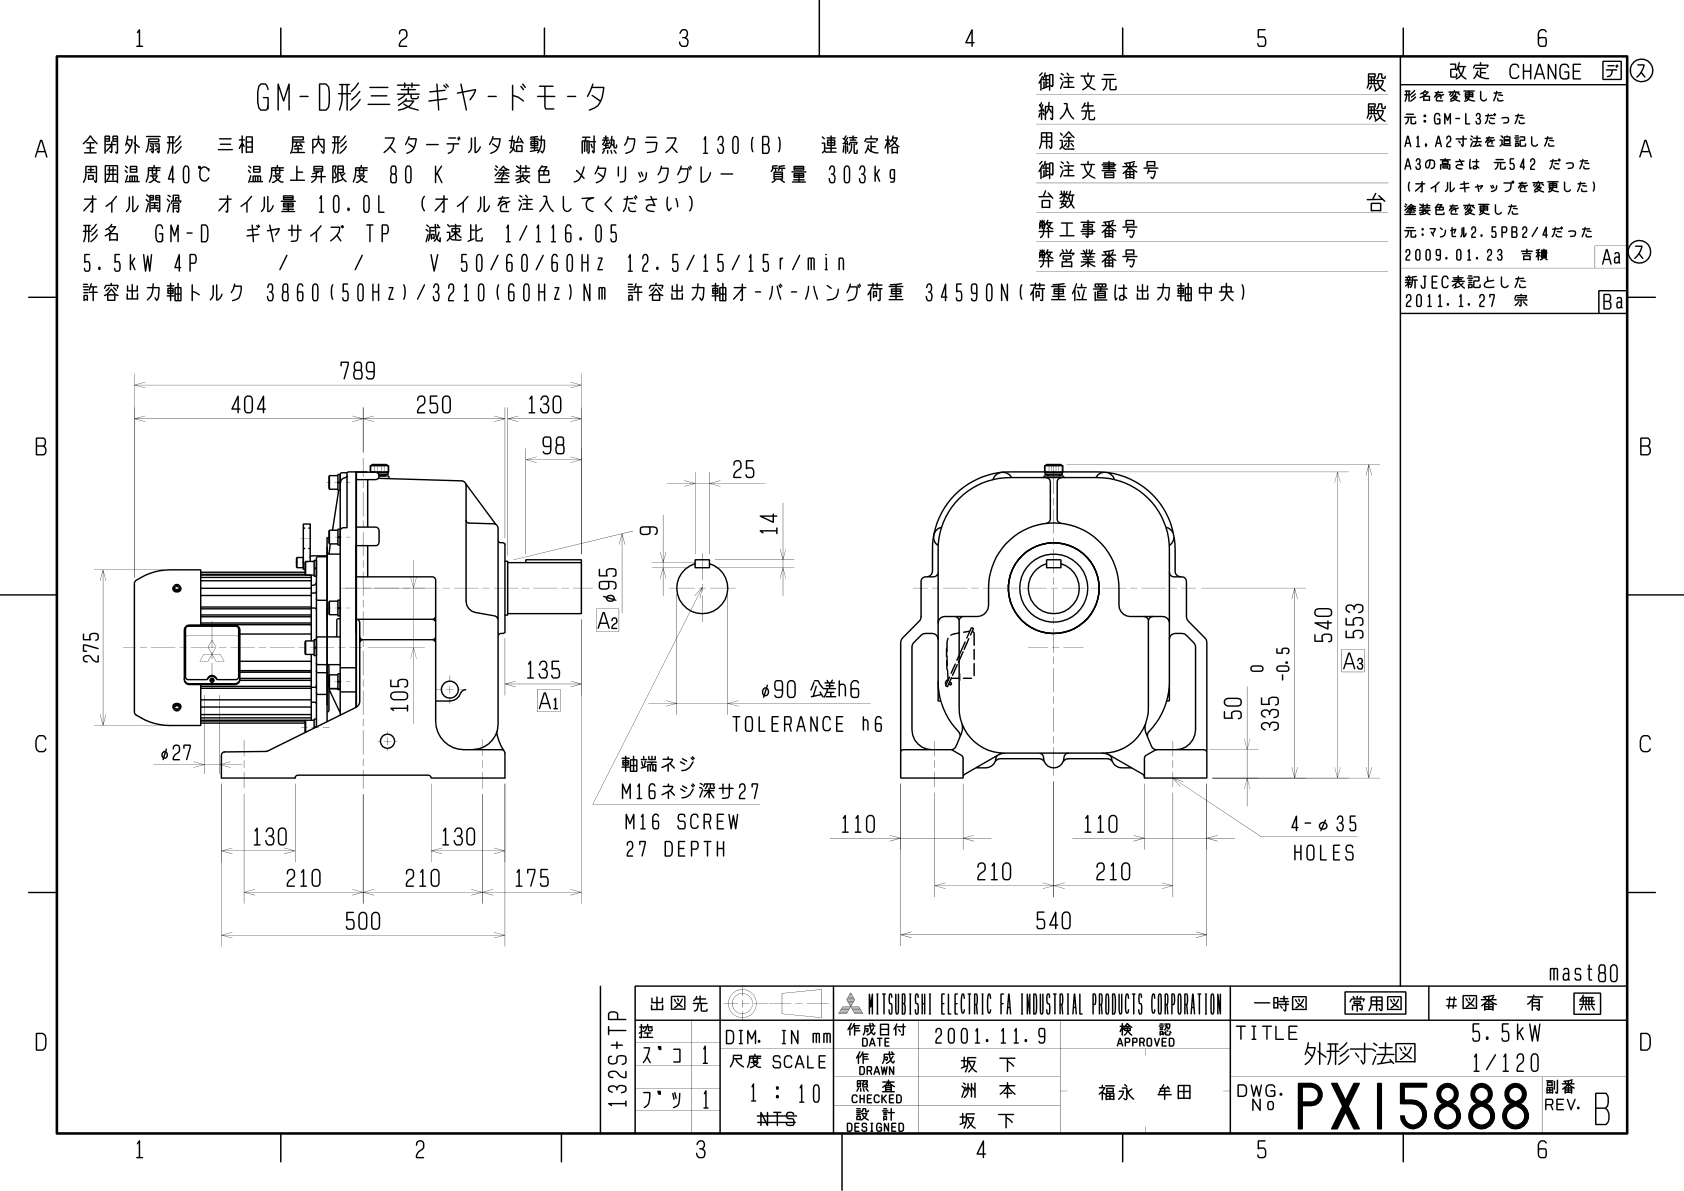 1 2 3 4 5 6
A A
B B
C C
D D
GM-D形三菱ギヤードモータ
全閉外扇形 三相 屋内形 スターデルタ始動 耐熱クラス 130(B) 連続定格
周囲温度40℃ 温度上昇限度 80 K 塗装色 メタリックグレー 質量 303kg
オイル潤滑 オイル量 10.0L (オイルを注入してください)
形名 GM-D ギヤサイズ TP 減速比 1/116.05
5.5kW 4P / / V 50/60/60Hz 12.5/15/15r/min
許容出力軸トルク 3860(50Hz)/3210(60Hz)Nm 許容出力軸オーバーハング荷重 34590N(荷重位置は出力軸中央)
御注文元 殿
納入先 殿
用途
御注文書番号
台数 台
弊工事番号
弊営業番号
改定 CHANGE デ ス
形名を変更した
元:GM-L3だった
A1,A2寸法を追記した
A3の高さは 元542 だった
(オイルキャップを変更した)
塗装色を変更した
元:マンセル2.5PB2/4だった
2009.01.23 吉積 Aa ス
新JEC表記とした
2011.1.27 宗 Ba
789
404 250 130
98
275
φ27
105
135
A1
φ95
A2
130 130
210 210 175
500
25
9
14
φ90 公差h6
TOLERANCE h6
軸端ネジ
M16ネジ深サ27
M16 SCREW
27 DEPTH
540
553
A3
50
335 0 -0.5
110 110
4-φ35
HOLES
210 210
540
mast80
132S+TP
出図先
控
ズコ 1
ブツ 1
DIM. IN mm
尺度 SCALE
1 : 10
NTS
MITSUBISHI ELECTRIC FA INDUSTRIAL PRODUCTS CORPORATION
作成日付 DATE 2001.11.9
作成 DRAWN 坂下
照査 CHECKED 洲本
設計 DESIGNED 坂下
検認 APPROVED
福永 牟田
一時図 常用図 #図番 有 無
TITLE 5.5kW
外形寸法図 1/120
DWG. No PX15888 副番 REV. B
1 2 3 4 5 6